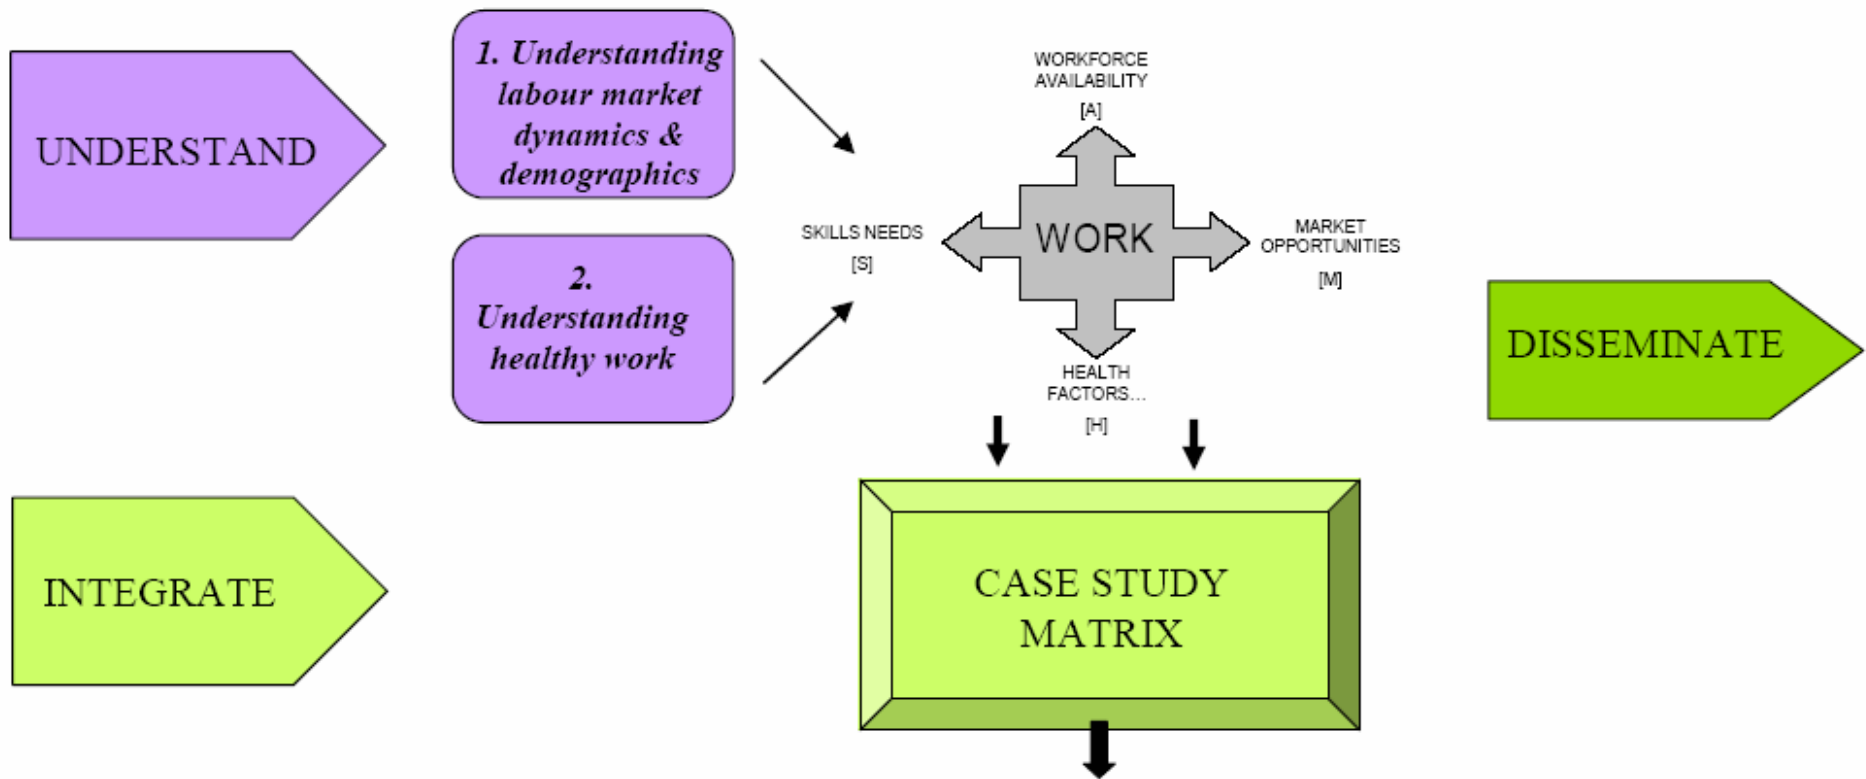 UNDERSTAND
1. Understanding
labour market
dynamics &
demographics
2.
Understanding
healthy work
WORKFORCE
AVAILABILITY
[A]
SKILLS NEEDS
[S]
WORK
MARKET
OPPORTUNITIES
[M]
HEALTH
FACTORS...
[H]
DISSEMINATE
INTEGRATE
CASE STUDY
MATRIX